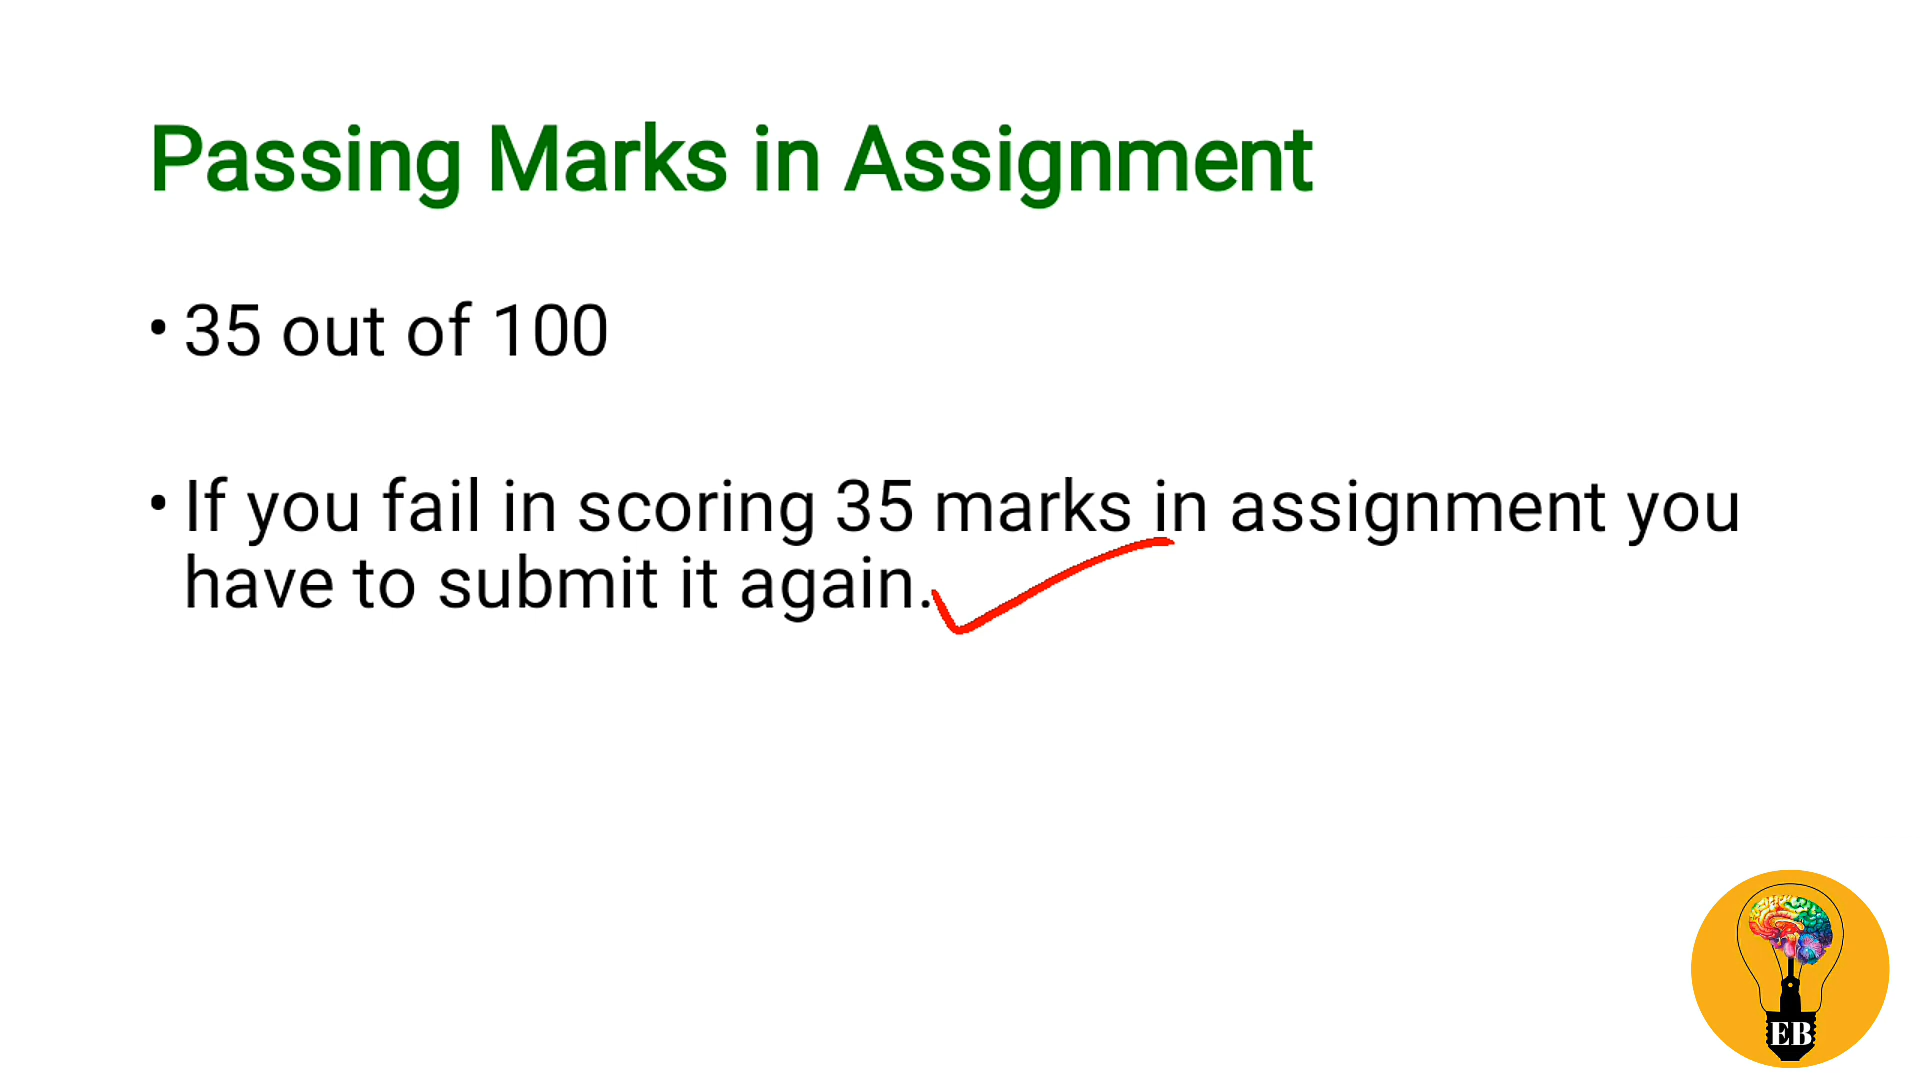 Passing Marks in Assignment
• 35 out of 100
• If you fail in scoring 35 marks in assignment you
have to submit it again.
EB